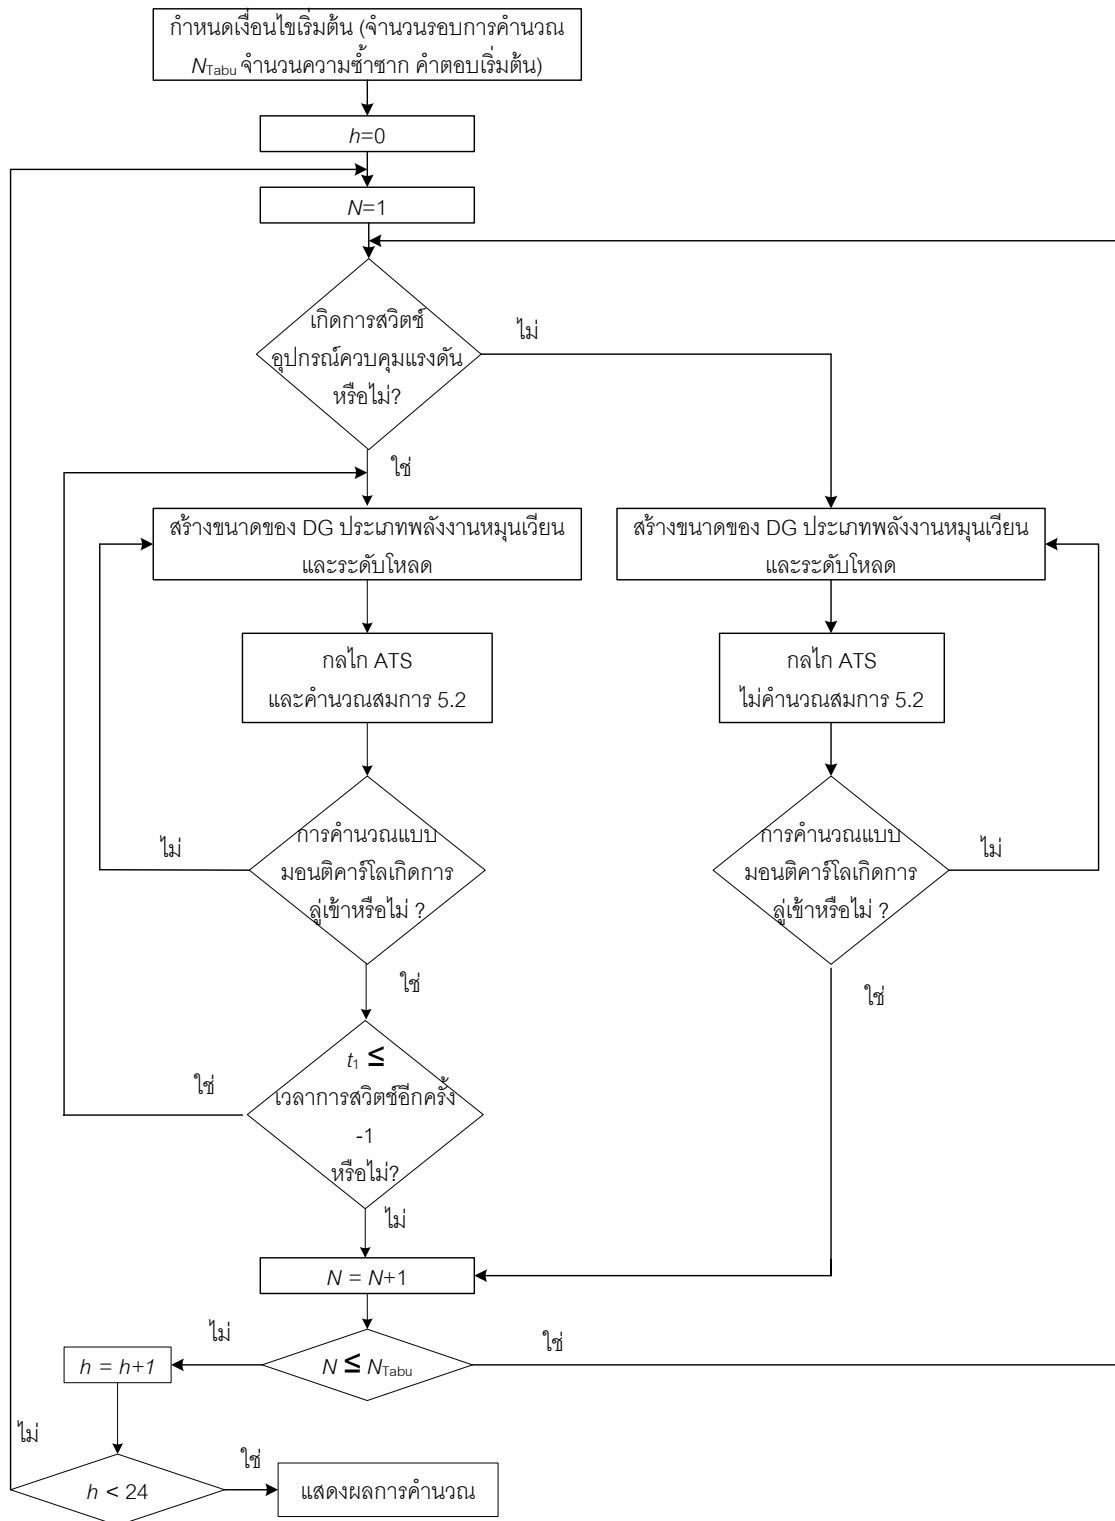 กำหนดเงื่อนไขเริ่มต้น (จำนวนรอบการคำนวณ
N_Tabu จำนวนความซ้ำซาก คำตอบเริ่มต้น)
h=0
N=1
เกิดการสวิตช์
อุปกรณ์ควบคุมแรงดัน
หรือไม่?
ไม่
ใช่
สร้างขนาดของ DG ประเภทพลังงานหมุนเวียน
และระดับโหลด
สร้างขนาดของ DG ประเภทพลังงานหมุนเวียน
และระดับโหลด
กลไก ATS
และคำนวณสมการ 5.2
กลไก ATS
ไม่คำนวณสมการ 5.2
การคำนวณแบบ
มอนติคาร์โลเกิดการ
ลู่เข้าหรือไม่ ?
ไม่
ใช่
การคำนวณแบบ
มอนติคาร์โลเกิดการ
ลู่เข้าหรือไม่ ?
ไม่
ใช่
t1 ≤
เวลาการสวิตช์อีกครั้ง
-1
หรือไม่?
ใช่
ไม่
N = N+1
N ≤ N_Tabu
ไม่
ใช่
h = h+1
h < 24
ไม่
ใช่
แสดงผลการคำนวณ